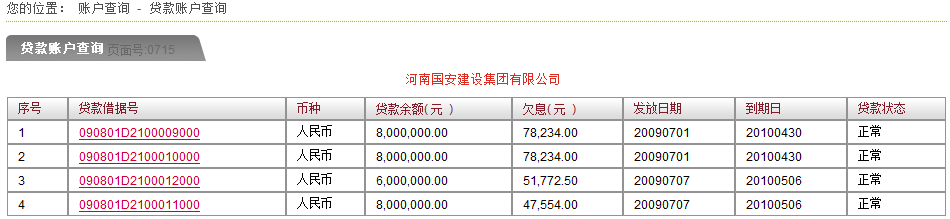 您的位置： 账户查询 - 贷款账户查询
贷款账户查询 页面号:0715
河南国安建设集团有限公司
序号 贷款借据号 币种 贷款余额(元 ) 欠息(元 ) 发放日期 到期日 贷款状态
1 090801D2100009000 人民币 8,000,000.00 78,234.00 20090701 20100430 正常
2 090801D2100010000 人民币 8,000,000.00 78,234.00 20090701 20100430 正常
3 090801D2100012000 人民币 6,000,000.00 51,772.50 20090707 20100506 正常
4 090801D2100011000 人民币 8,000,000.00 47,554.00 20090707 20100506 正常